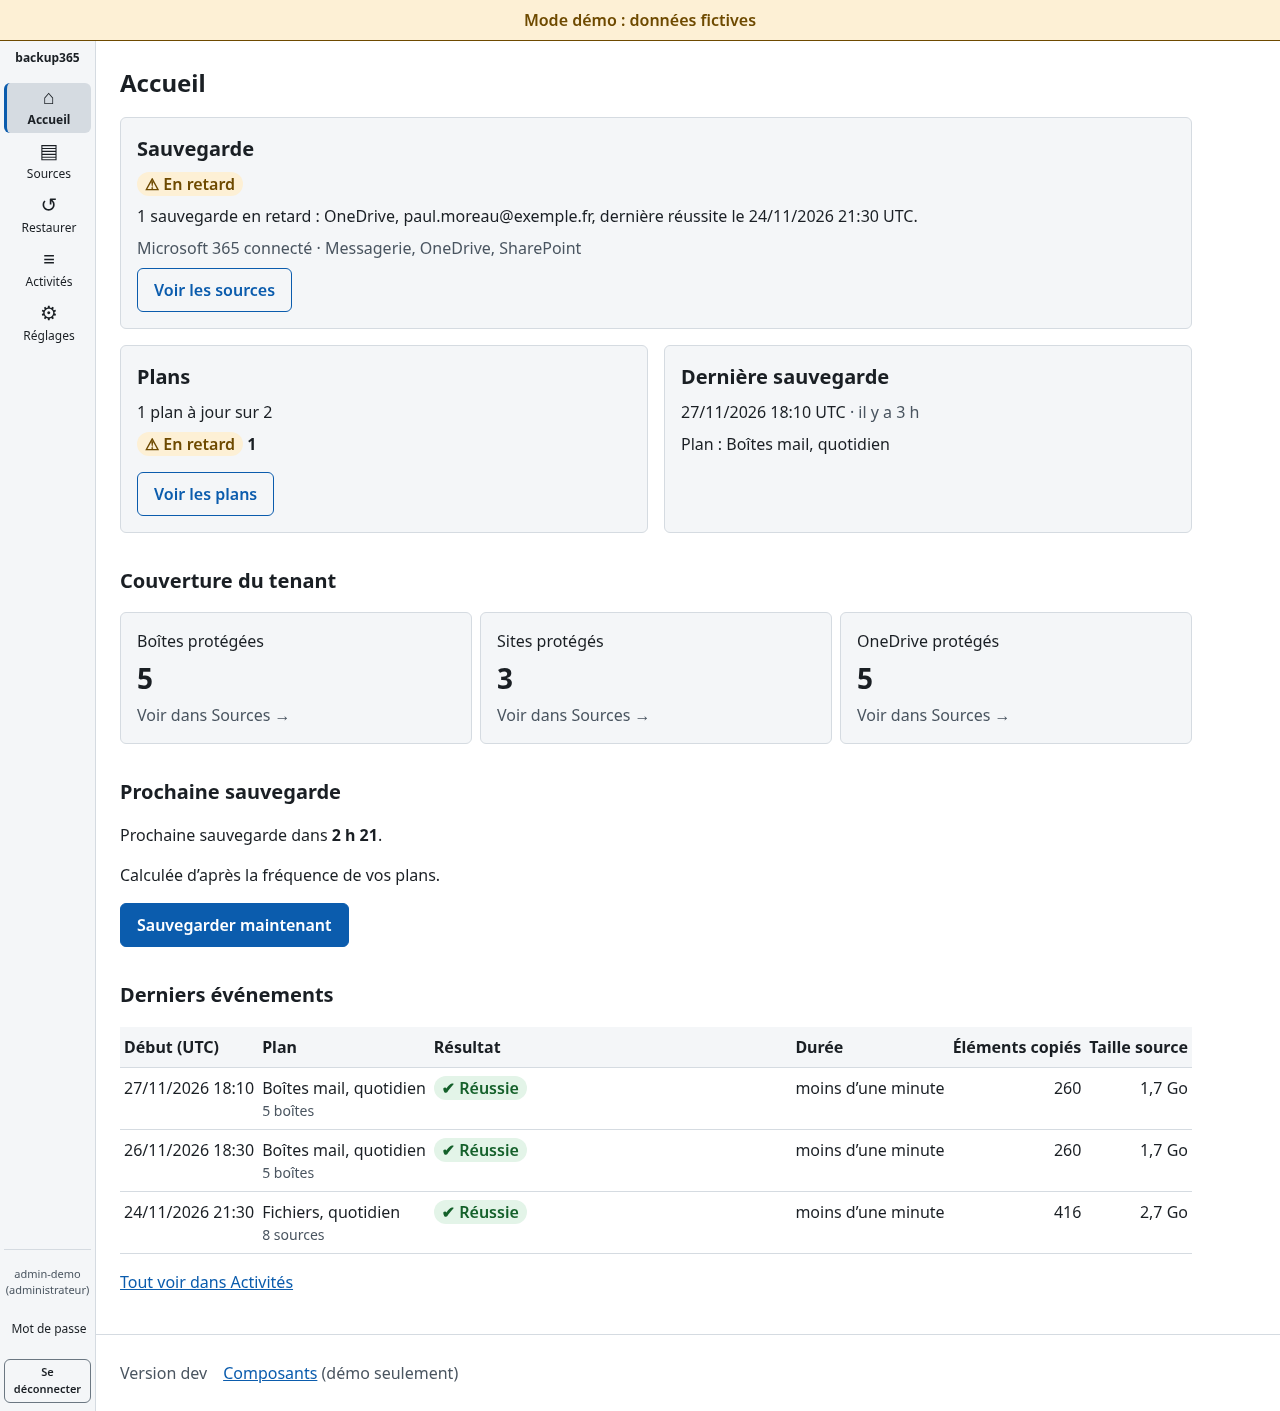 Mode démo : données fictives
backup365
Accueil
Sources
Restaurer
Activités
Réglages
admin-demo
(administrateur)
Mot de passe
Se
déconnecter
Accueil
Sauvegarde
⚠ En retard
1 sauvegarde en retard : OneDrive, paul.moreau@exemple.fr, dernière réussite le 24/11/2026 21:30 UTC.
Microsoft 365 connecté · Messagerie, OneDrive, SharePoint
Voir les sources
Plans
1 plan à jour sur 2
⚠ En retard 1
Voir les plans
Dernière sauvegarde
27/11/2026 18:10 UTC · il y a 3 h
Plan : Boîtes mail, quotidien
Couverture du tenant
Boîtes protégées
5
Voir dans Sources →
Sites protégés
3
Voir dans Sources →
OneDrive protégés
5
Voir dans Sources →
Prochaine sauvegarde
Prochaine sauvegarde dans 2 h 21.
Calculée d’après la fréquence de vos plans.
Sauvegarder maintenant
Derniers événements
Début (UTC) Plan Résultat Durée Éléments copiés Taille source
27/11/2026 18:10 Boîtes mail, quotidien ✔ Réussie moins d’une minute 260 1,7 Go
5 boîtes
26/11/2026 18:30 Boîtes mail, quotidien ✔ Réussie moins d’une minute 260 1,7 Go
5 boîtes
24/11/2026 21:30 Fichiers, quotidien ✔ Réussie moins d’une minute 416 2,7 Go
8 sources
Tout voir dans Activités
Version dev Composants (démo seulement)